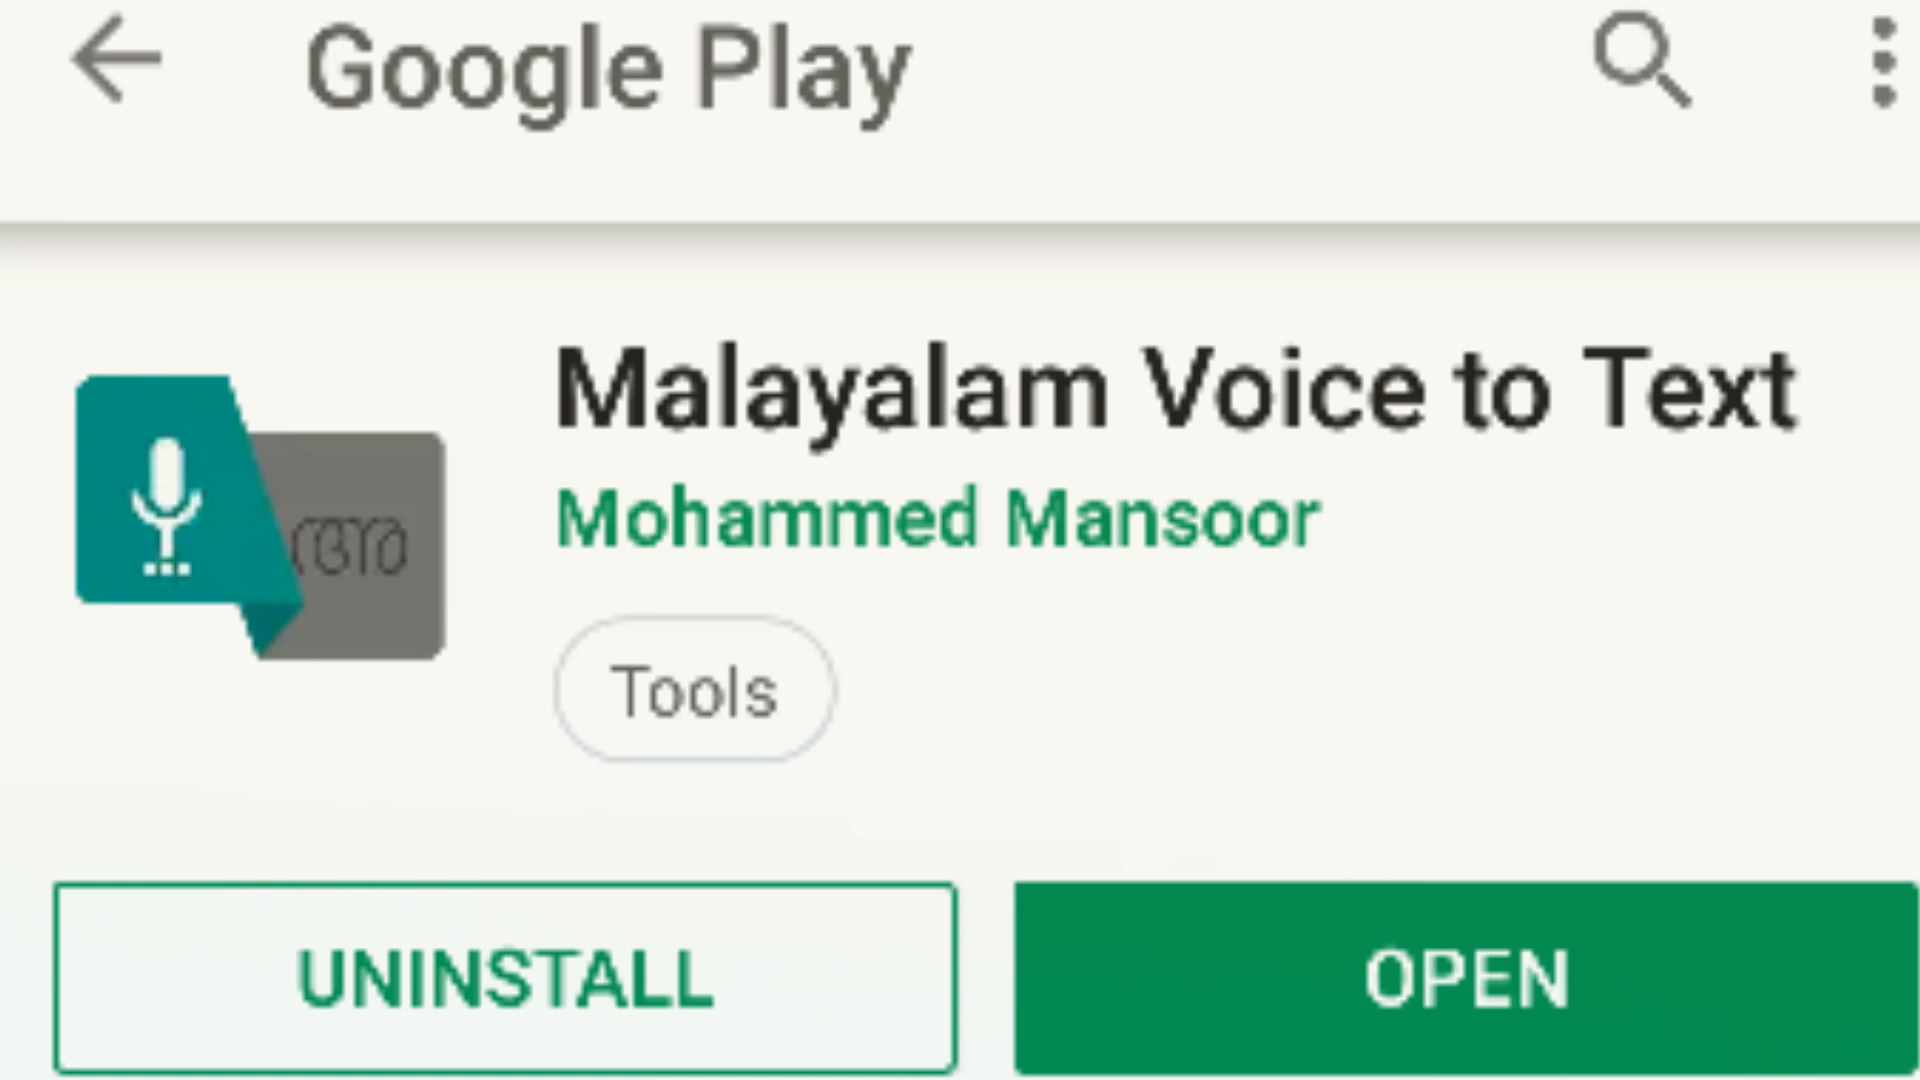 Google Play
Malayalam Voice to Text
Mohammed Mansoor
അ
Tools
UNINSTALL
OPEN